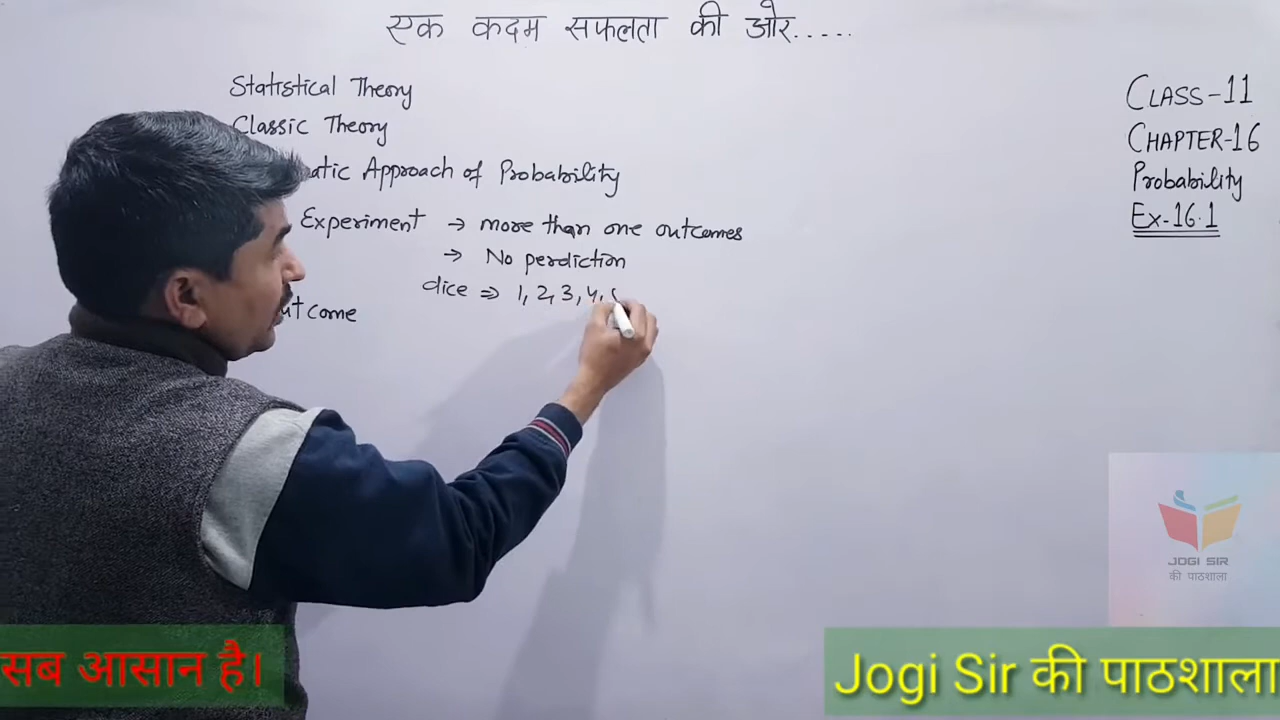 एक कदम सफलता की ओर.....
Statistical Theory
Classic Theory
Approach of Probability
Experiment → more than one outcomes
→ No perdiction
dice ⇒ 1, 2, 3, 4,
come
CLASS-11
CHAPTER-16
Probability
Ex-16.1
JOGI SIR
की पाठशाला
सब आसान है।
Jogi Sir की पाठशाला